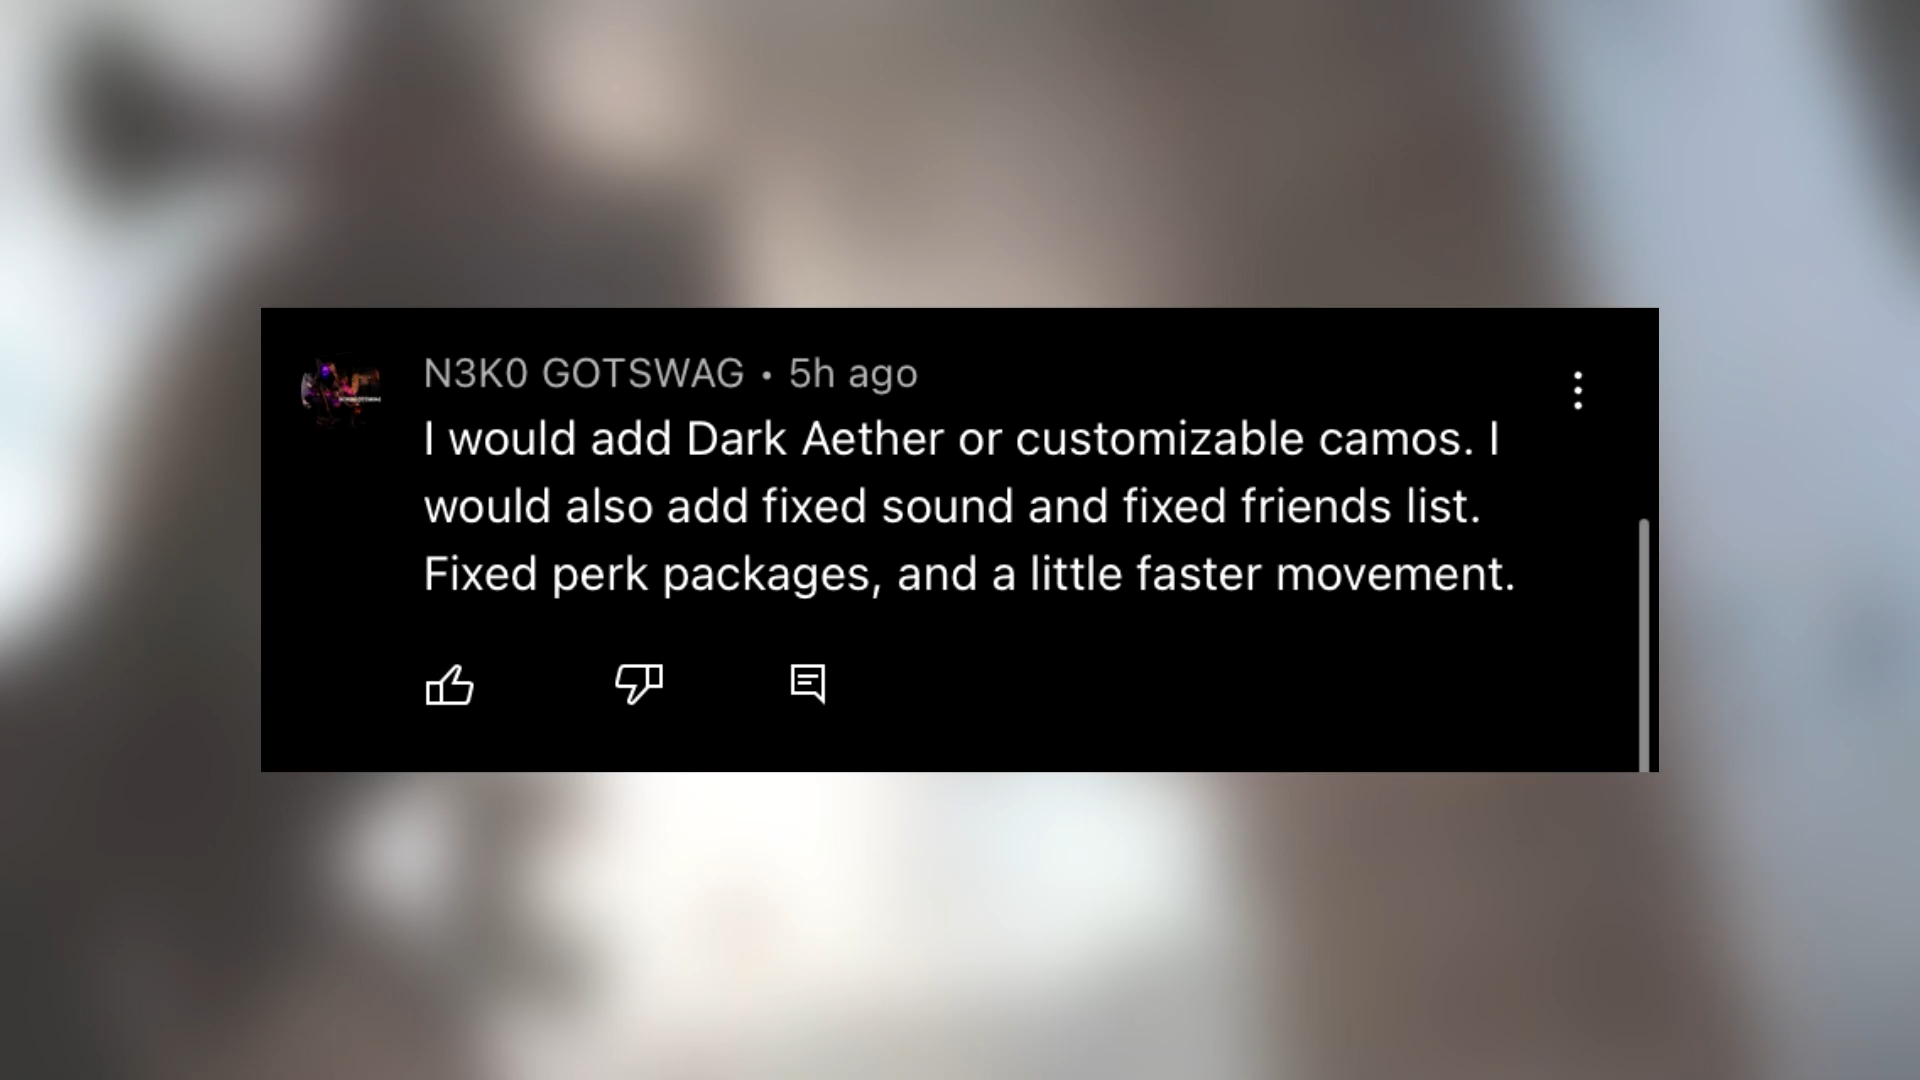 N3K0 GOTSWAG • 5h ago
I would add Dark Aether or customizable camos. I
would also add fixed sound and fixed friends list.
Fixed perk packages, and a little faster movement.